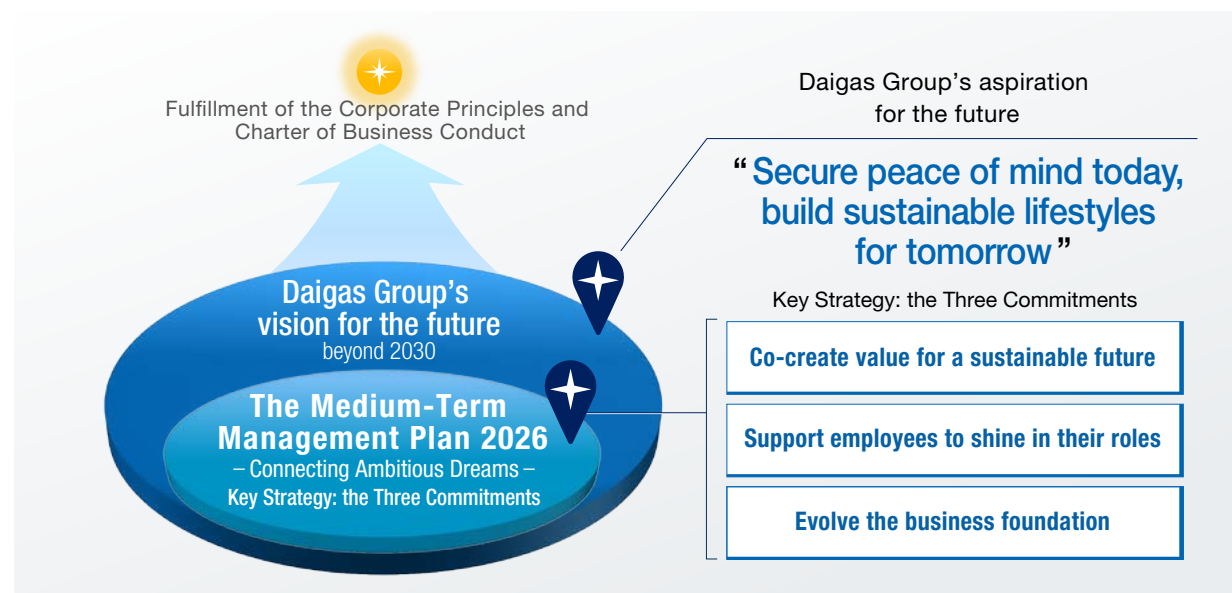 Fulfillment of the Corporate Principles and
Charter of Business Conduct
Daigas Group’s
vision for the future
beyond 2030
The Medium-Term
Management Plan 2026
– Connecting Ambitious Dreams –
Key Strategy: the Three Commitments
Daigas Group’s aspiration
for the future
“Secure peace of mind today,
build sustainable lifestyles
for tomorrow”
Key Strategy: the Three Commitments
Co-create value for a sustainable future
Support employees to shine in their roles
Evolve the business foundation